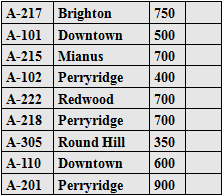 A-217 Brighton 750
A-101 Downtown 500
A-215 Mianus 700
A-102 Perryridge 400
A-222 Redwood 700
A-218 Perryridge 700
A-305 Round Hill 350
A-110 Downtown 600
A-201 Perryridge 900